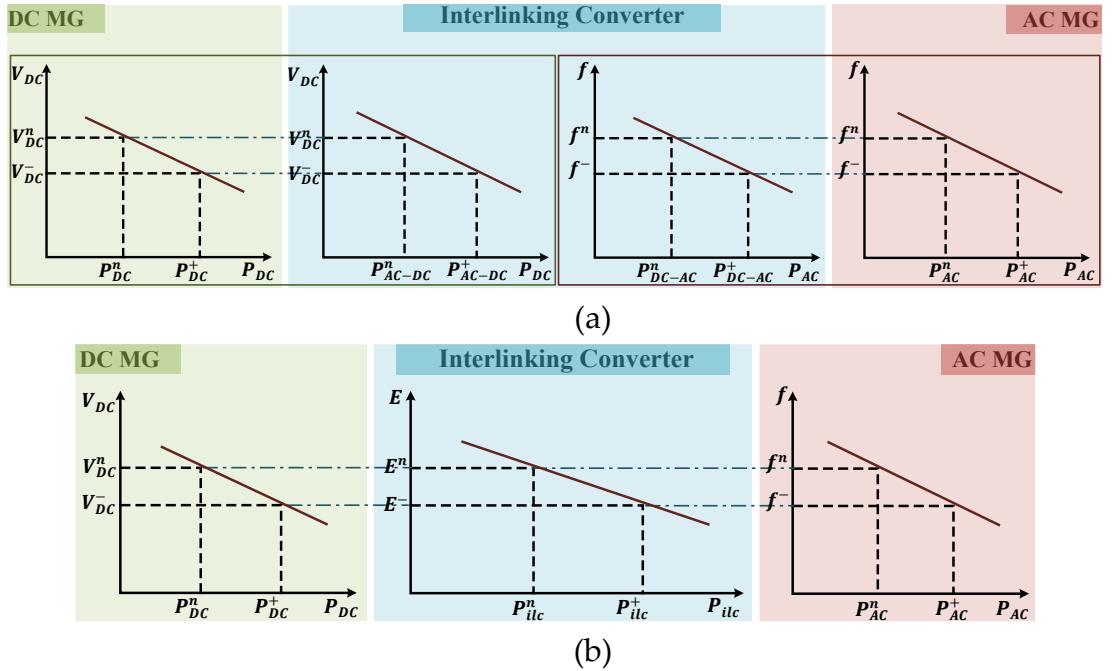 DC MG
Interlinking Converter
AC MG
V_DC
V_DC^n
V_DC^-
P_DC^n
P_DC^+
P_DC
V_DC
V_DC^n
V_DC^-
P_AC-DC^n
P_AC-DC^+
P_DC
f
f^n
f^-
P_DC-AC^n
P_DC-AC^+
P_AC
f
f^n
f^-
P_AC^n
P_AC^+
P_AC
(a)
DC MG
Interlinking Converter
AC MG
V_DC
V_DC^n
V_DC^-
P_DC^n
P_DC^+
P_DC
E
E^n
E^-
P_ilc^n
P_ilc^+
P_ilc
f
f^n
f^-
P_AC^n
P_AC^+
P_AC
(b)